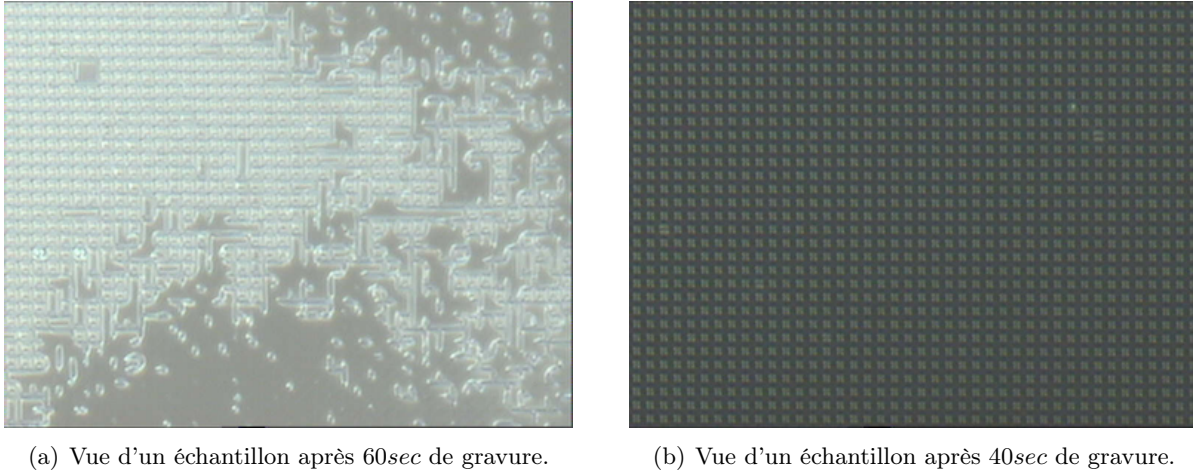 (a) Vue d'un échantillon après 60sec de gravure.
(b) Vue d'un échantillon après 40sec de gravure.